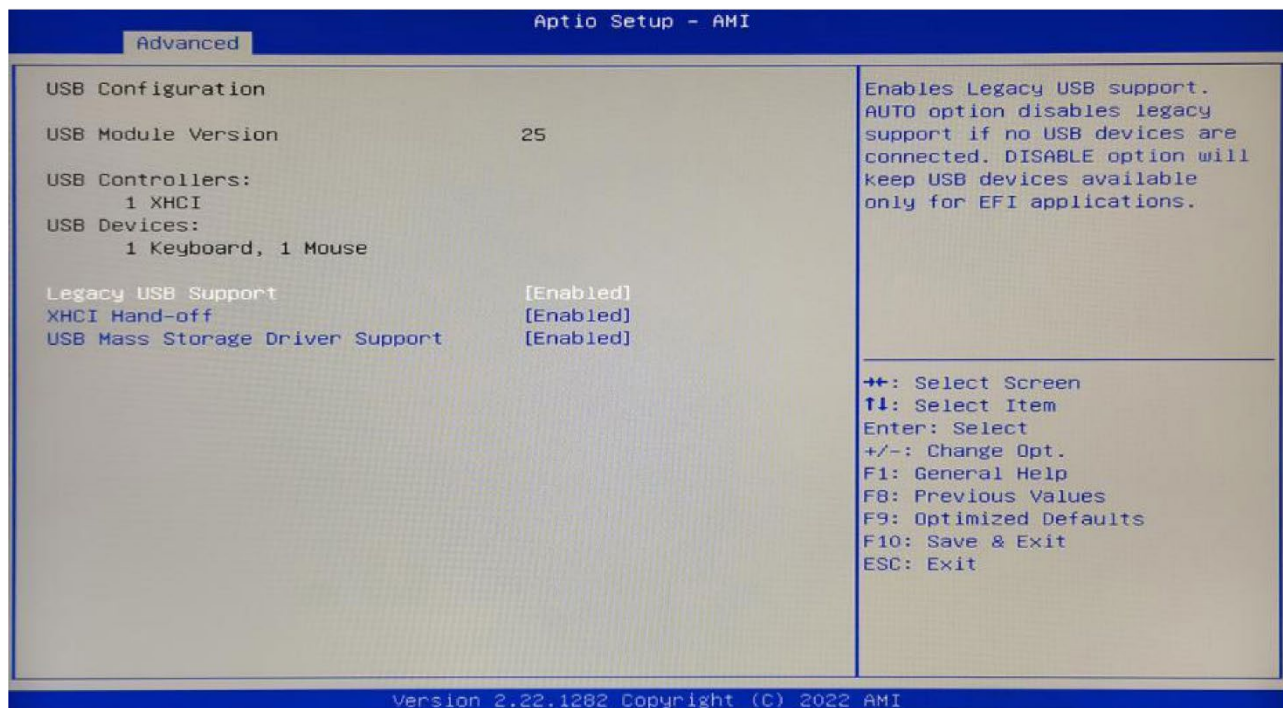 Aptio Setup - AMI
Advanced
USB Configuration
USB Module Version 25
USB Controllers:
1 XHCI
USB Devices:
1 Keyboard, 1 Mouse
Legacy USB Support [Enabled]
XHCI Hand-off [Enabled]
USB Mass Storage Driver Support [Enabled]
Enables Legacy USB support.
AUTO option disables legacy
support if no USB devices are
connected. DISABLE option will
keep USB devices available
only for EFI applications.
→←: Select Screen
↑↓: Select Item
Enter: Select
+/-: Change Opt.
F1: General Help
F8: Previous Values
F9: Optimized Defaults
F10: Save & Exit
ESC: Exit
Version 2.22.1282 Copyright (C) 2022 AMI